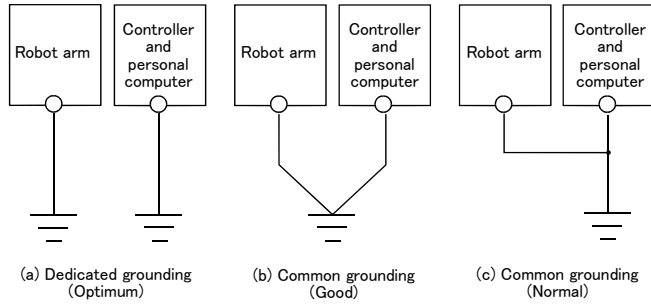 Robot arm
Controller
and
personal
computer
Robot arm
Controller
and
personal
computer
Robot arm
Controller
and
personal
computer
(a) Dedicated grounding
(Optimum)
(b) Common grounding
(Good)
(c) Common grounding
(Normal)